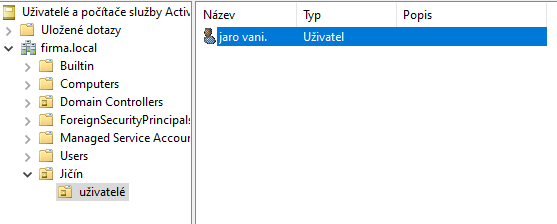 Uživatelé a počítače služby Activ
Uložené dotazy
firma.local
Builtin
Computers
Domain Controllers
ForeignSecurityPrincipals
Managed Service Accour
Users
Jičín
uživatelé
Název Typ Popis
jaro vani. Uživatel